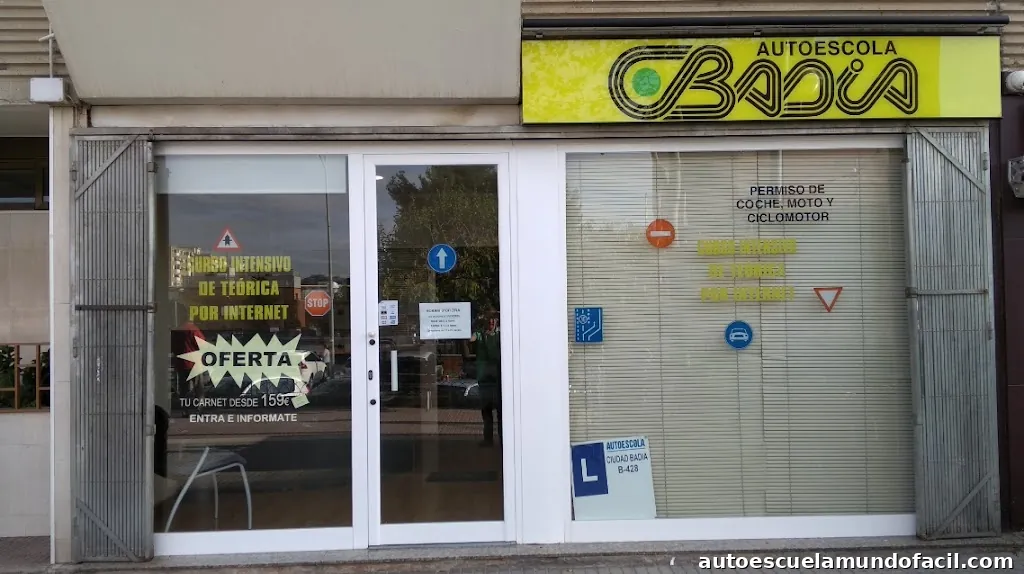 AUTOESCOLA
BADIA
PERMISO DE
COCHE, MOTO Y
CICLOMOTOR
CURSO INTENSIVO
DE TEÓRICA
POR INTERNET
STOP
OFERTA
TU CARNET DESDE 159€
ENTRA E INFORMATE
CURSO INTENSIVO
DE TEÓRICA
POR INTERNET
L
AUTOESCOLA
CIUDAD BADIA
B-428
autoescuelamundofacil.com